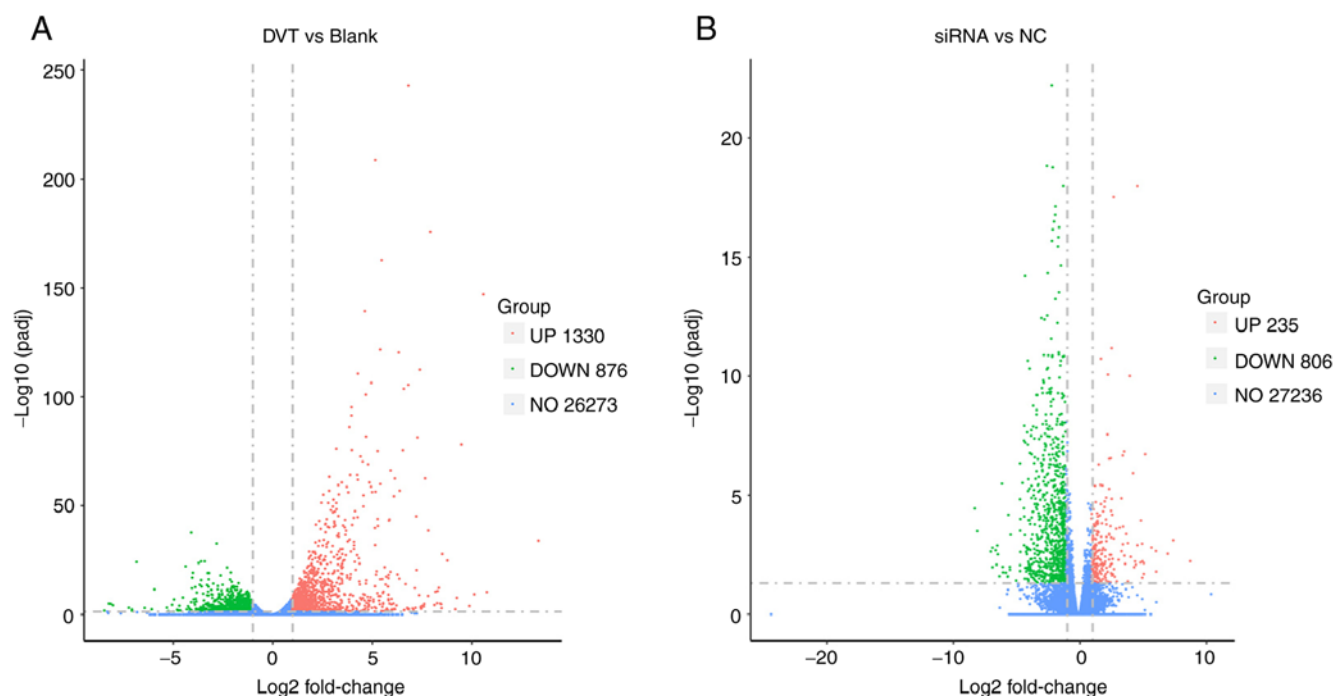 A
DVT vs Blank
250
200
150
100
50
0
−Log10 (padj)
−5
0
5
10
Log2 fold-change
Group
UP 1330
DOWN 876
NO 26273
B
siRNA vs NC
20
15
10
5
0
−Log10 (padj)
−20
−10
0
10
Log2 fold-change
Group
UP 235
DOWN 806
NO 27236